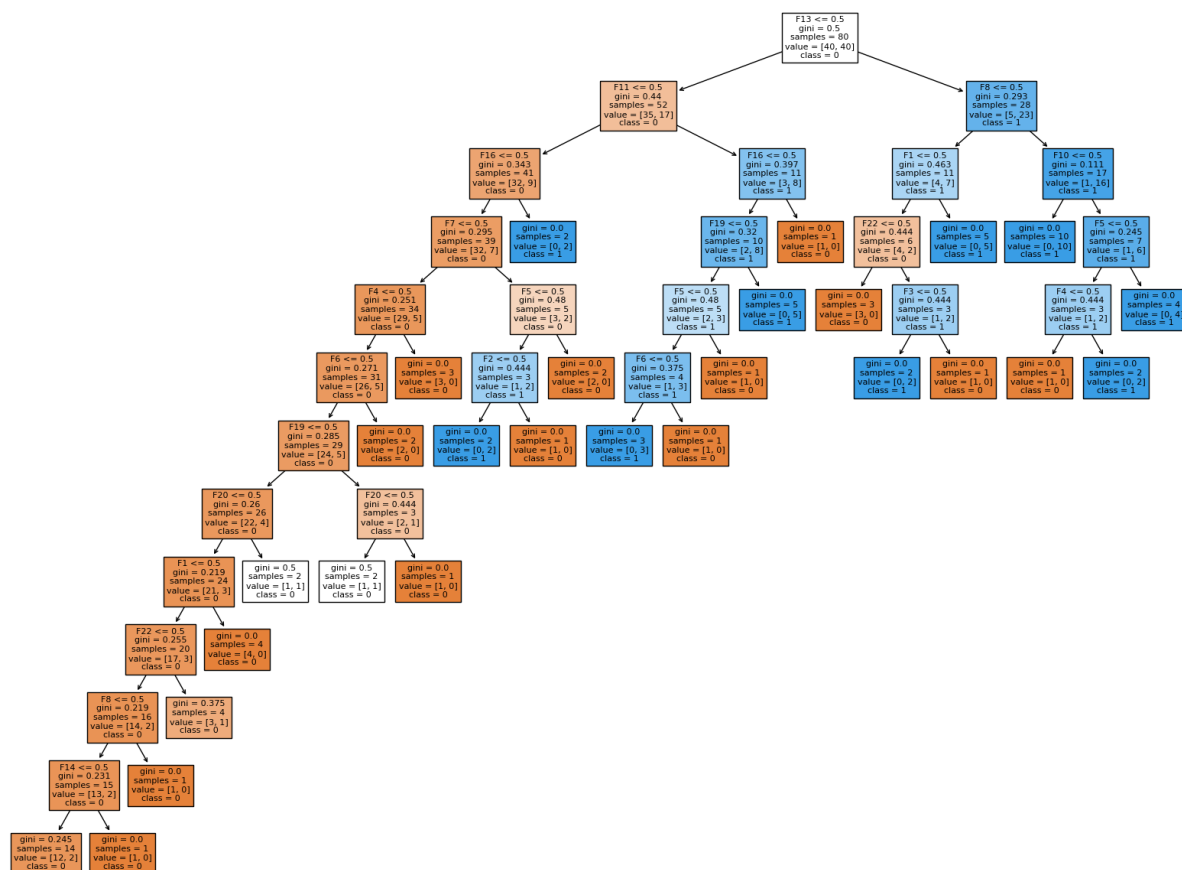 F13 <= 0.5
gini = 0.5
samples = 80
value = [40, 40]
class = 0
F11 <= 0.5
gini = 0.44
samples = 52
value = [35, 17]
class = 0
F8 <= 0.5
gini = 0.293
samples = 28
value = [5, 23]
class = 1
F16 <= 0.5
gini = 0.343
samples = 41
value = [32, 9]
class = 0
F16 <= 0.5
gini = 0.397
samples = 11
value = [3, 8]
class = 1
F1 <= 0.5
gini = 0.463
samples = 11
value = [4, 7]
class = 1
F10 <= 0.5
gini = 0.111
samples = 17
value = [1, 16]
class = 1
F7 <= 0.5
gini = 0.295
samples = 39
value = [32, 7]
class = 0
gini = 0.0
samples = 2
value = [0, 2]
class = 1
F19 <= 0.5
gini = 0.32
samples = 10
value = [2, 8]
class = 1
gini = 0.0
samples = 1
value = [1, 0]
class = 0
F22 <= 0.5
gini = 0.444
samples = 6
value = [4, 2]
class = 0
gini = 0.0
samples = 5
value = [0, 5]
class = 1
gini = 0.0
samples = 10
value = [0, 10]
class = 1
F5 <= 0.5
gini = 0.245
samples = 7
value = [1, 6]
class = 1
F4 <= 0.5
gini = 0.251
samples = 34
value = [29, 5]
class = 0
F5 <= 0.5
gini = 0.48
samples = 5
value = [3, 2]
class = 0
F5 <= 0.5
gini = 0.48
samples = 5
value = [2, 3]
class = 1
gini = 0.0
samples = 5
value = [0, 5]
class = 1
gini = 0.0
samples = 3
value = [3, 0]
class = 0
F3 <= 0.5
gini = 0.444
samples = 3
value = [1, 2]
class = 1
F4 <= 0.5
gini = 0.444
samples = 3
value = [1, 2]
class = 1
gini = 0.0
samples = 4
value = [0, 4]
class = 1
F6 <= 0.5
gini = 0.271
samples = 31
value = [26, 5]
class = 0
gini = 0.0
samples = 3
value = [3, 0]
class = 0
F2 <= 0.5
gini = 0.444
samples = 3
value = [1, 2]
class = 1
gini = 0.0
samples = 2
value = [2, 0]
class = 0
F6 <= 0.5
gini = 0.375
samples = 4
value = [1, 3]
class = 1
gini = 0.0
samples = 1
value = [1, 0]
class = 0
gini = 0.0
samples = 2
value = [0, 2]
class = 1
gini = 0.0
samples = 1
value = [1, 0]
class = 0
gini = 0.0
samples = 1
value = [1, 0]
class = 0
gini = 0.0
samples = 2
value = [0, 2]
class = 1
F19 <= 0.5
gini = 0.285
samples = 29
value = [24, 5]
class = 0
gini = 0.0
samples = 2
value = [2, 0]
class = 0
gini = 0.0
samples = 2
value = [0, 2]
class = 1
gini = 0.0
samples = 1
value = [1, 0]
class = 0
gini = 0.0
samples = 3
value = [0, 3]
class = 1
gini = 0.0
samples = 1
value = [1, 0]
class = 0
F20 <= 0.5
gini = 0.26
samples = 26
value = [22, 4]
class = 0
F20 <= 0.5
gini = 0.444
samples = 3
value = [2, 1]
class = 0
F1 <= 0.5
gini = 0.219
samples = 24
value = [21, 3]
class = 0
gini = 0.5
samples = 2
value = [1, 1]
class = 0
gini = 0.5
samples = 2
value = [1, 1]
class = 0
gini = 0.0
samples = 1
value = [1, 0]
class = 0
F22 <= 0.5
gini = 0.255
samples = 20
value = [17, 3]
class = 0
gini = 0.0
samples = 4
value = [4, 0]
class = 0
F8 <= 0.5
gini = 0.219
samples = 16
value = [14, 2]
class = 0
gini = 0.375
samples = 4
value = [3, 1]
class = 0
F14 <= 0.5
gini = 0.231
samples = 15
value = [13, 2]
class = 0
gini = 0.0
samples = 1
value = [1, 0]
class = 0
gini = 0.245
samples = 14
value = [12, 2]
class = 0
gini = 0.0
samples = 1
value = [1, 0]
class = 0